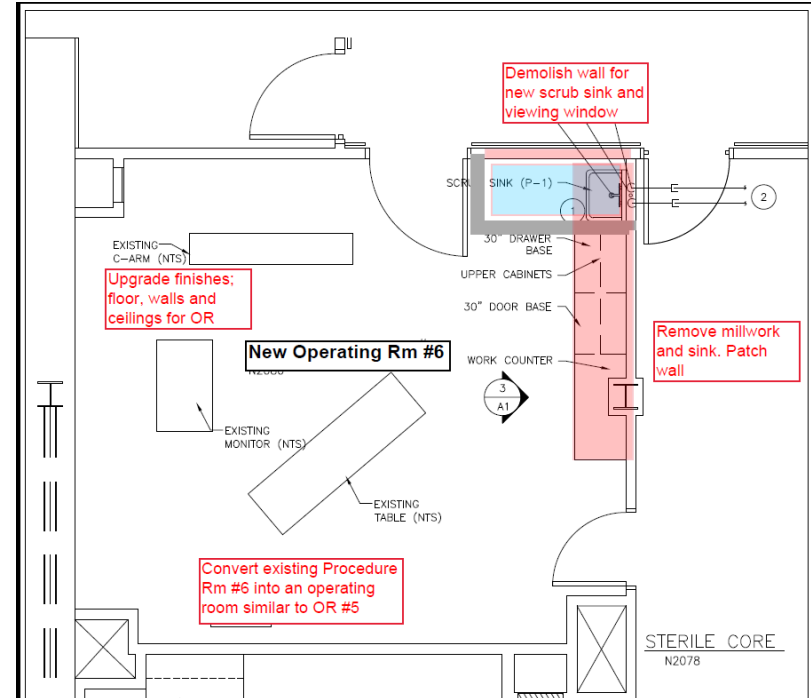 Demolish wall for
new scrub sink and
viewing window
SCRUB SINK (P-1)
1
2
30" DRAWER
BASE
EXISTING
C-ARM (NTS)
UPPER CABINETS
Upgrade finishes;
floor, walls and
ceilings for OR
30" DOOR BASE
Remove millwork
and sink. Patch
wall
New Operating Rm #6
WORK COUNTER
3
A1
EXISTING
MONITOR (NTS)
EXISTING
TABLE (NTS)
Convert existing Procedure
Rm #6 into an operating
room similar to OR #5
STERILE CORE
N2078